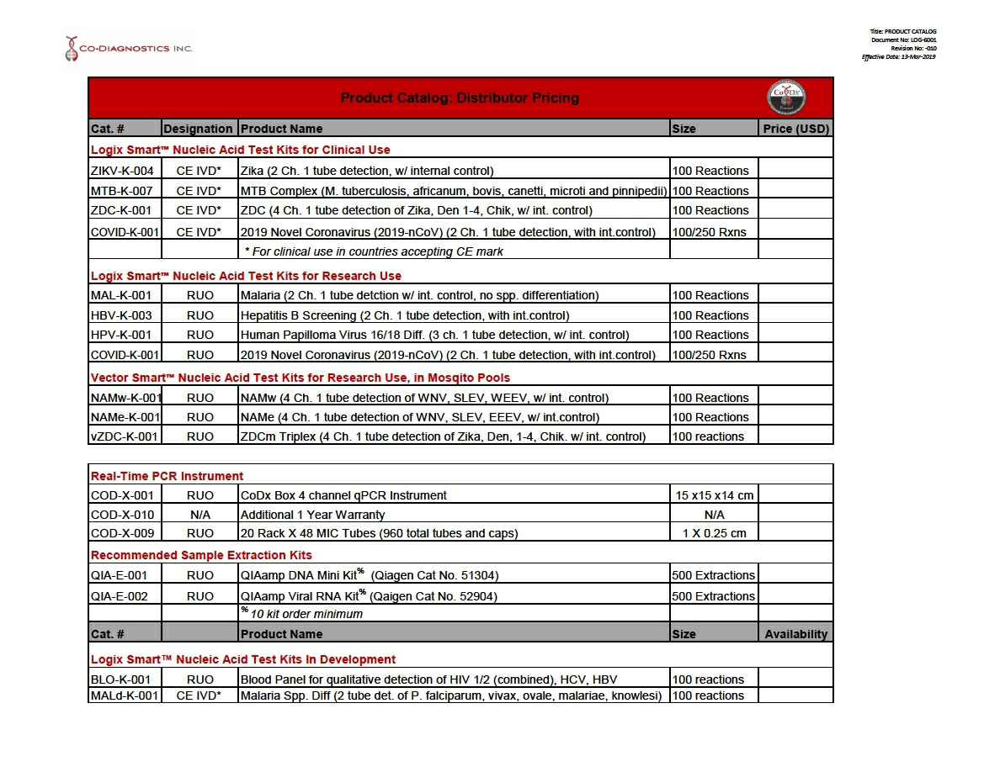 CO-DIAGNOSTICS INC.
Title: PRODUCT CATALOG
Document No: LOG-6001
Revision No: -010
Effective Date: 13-Mar-2019
Product Catalog: Distributor Pricing
CoDx
Cat. # Designation Product Name Size Price (USD)
Logix Smart™ Nucleic Acid Test Kits for Clinical Use
ZIKV-K-004 CE IVD* Zika (2 Ch. 1 tube detection, w/ internal control) 100 Reactions
MTB-K-007 CE IVD* MTB Complex (M. tuberculosis, africanum, bovis, canetti, microti and pinnipedii) 100 Reactions
ZDC-K-001 CE IVD* ZDC (4 Ch. 1 tube detection of Zika, Den 1-4, Chik, w/ int. control) 100 Reactions
COVID-K-001 CE IVD* 2019 Novel Coronavirus (2019-nCoV) (2 Ch. 1 tube detection, with int.control) 100/250 Rxns
* For clinical use in countries accepting CE mark
Logix Smart™ Nucleic Acid Test Kits for Research Use
MAL-K-001 RUO Malaria (2 Ch. 1 tube detction w/ int. control, no spp. differentiation) 100 Reactions
HBV-K-003 RUO Hepatitis B Screening (2 Ch. 1 tube detection, with int.control) 100 Reactions
HPV-K-001 RUO Human Papilloma Virus 16/18 Diff. (3 ch. 1 tube detection, w/ int. control) 100 Reactions
COVID-K-001 RUO 2019 Novel Coronavirus (2019-nCoV) (2 Ch. 1 tube detection, with int.control) 100/250 Rxns
Vector Smart™ Nucleic Acid Test Kits for Research Use, in Mosqito Pools
NAMw-K-001 RUO NAMw (4 Ch. 1 tube detection of WNV, SLEV, WEEV, w/ int. control) 100 Reactions
NAMe-K-001 RUO NAMe (4 Ch. 1 tube detection of WNV, SLEV, EEEV, w/ int.control) 100 Reactions
vZDC-K-001 RUO ZDCm Triplex (4 Ch. 1 tube detection of Zika, Den, 1-4, Chik. w/ int. control) 100 reactions
Real-Time PCR Instrument
COD-X-001 RUO CoDx Box 4 channel qPCR Instrument 15 x15 x14 cm
COD-X-010 N/A Additional 1 Year Warranty N/A
COD-X-009 RUO 20 Rack X 48 MIC Tubes (960 total tubes and caps) 1 X 0.25 cm
Recommended Sample Extraction Kits
QIA-E-001 RUO QIAamp DNA Mini Kit% (Qiagen Cat No. 51304) 500 Extractions
QIA-E-002 RUO QIAamp Viral RNA Kit% (Qaigen Cat No. 52904) 500 Extractions
% 10 kit order minimum
Cat. # Product Name Size Availability
Logix Smart™ Nucleic Acid Test Kits In Development
BLO-K-001 RUO Blood Panel for qualitative detection of HIV 1/2 (combined), HCV, HBV 100 reactions
MALd-K-001 CE IVD* Malaria Spp. Diff (2 tube det. of P. falciparum, vivax, ovale, malariae, knowlesi) 100 reactions